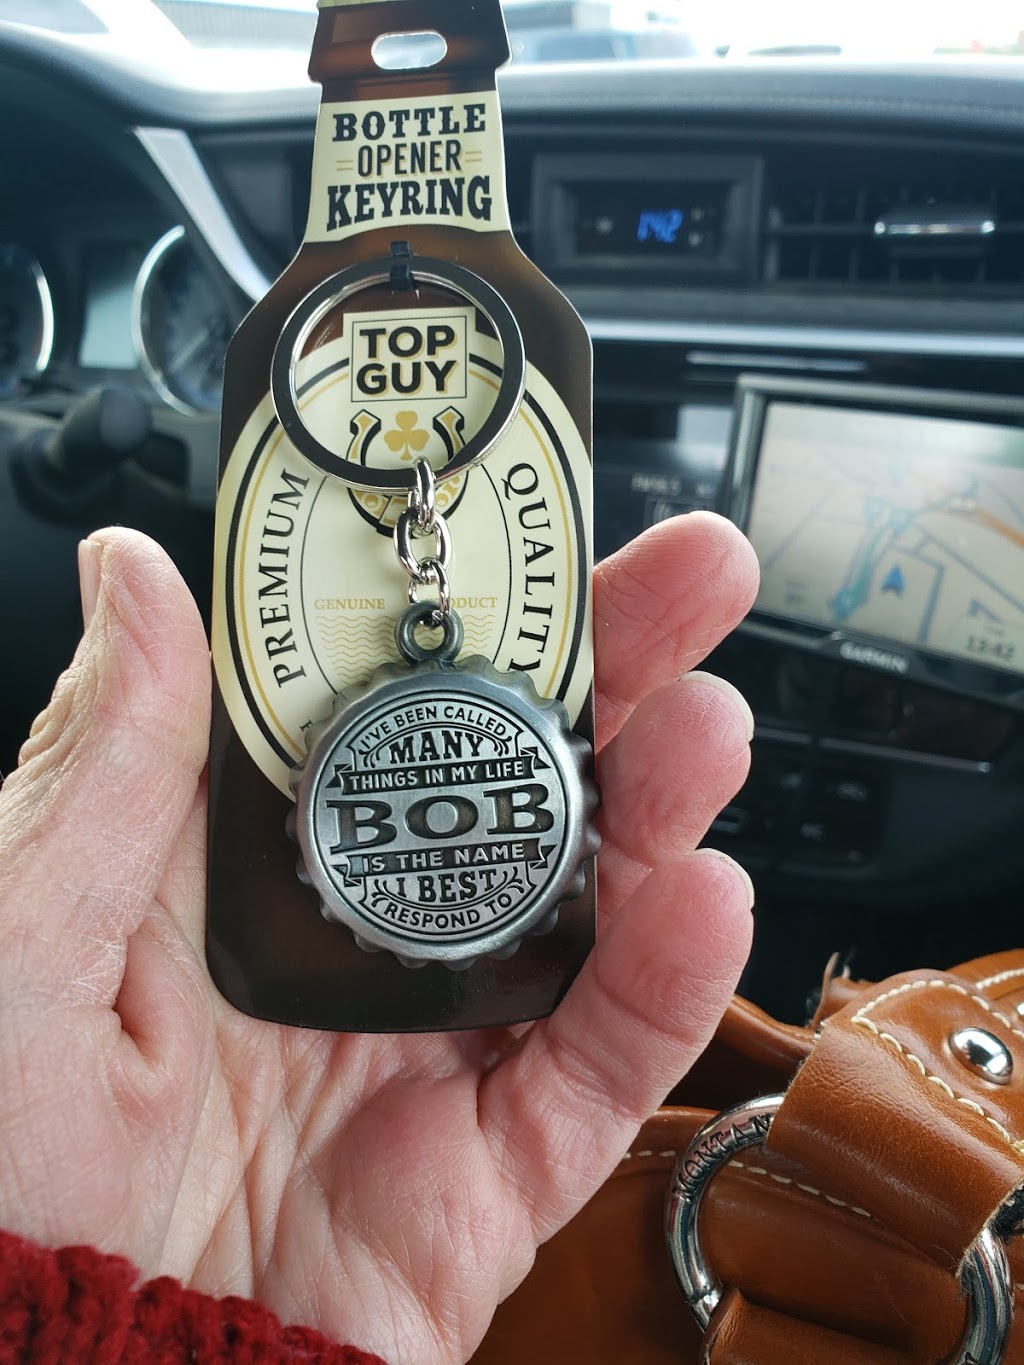 BOTTLE
OPENER
KEYRING
TOP
GUY
PREMIUM
QUALITY
GENUINE
I'VE BEEN CALLED
MANY
THINGS IN MY LIFE
BOB
IS THE NAME
I BEST
RESPOND TO
GARMIN
12:42